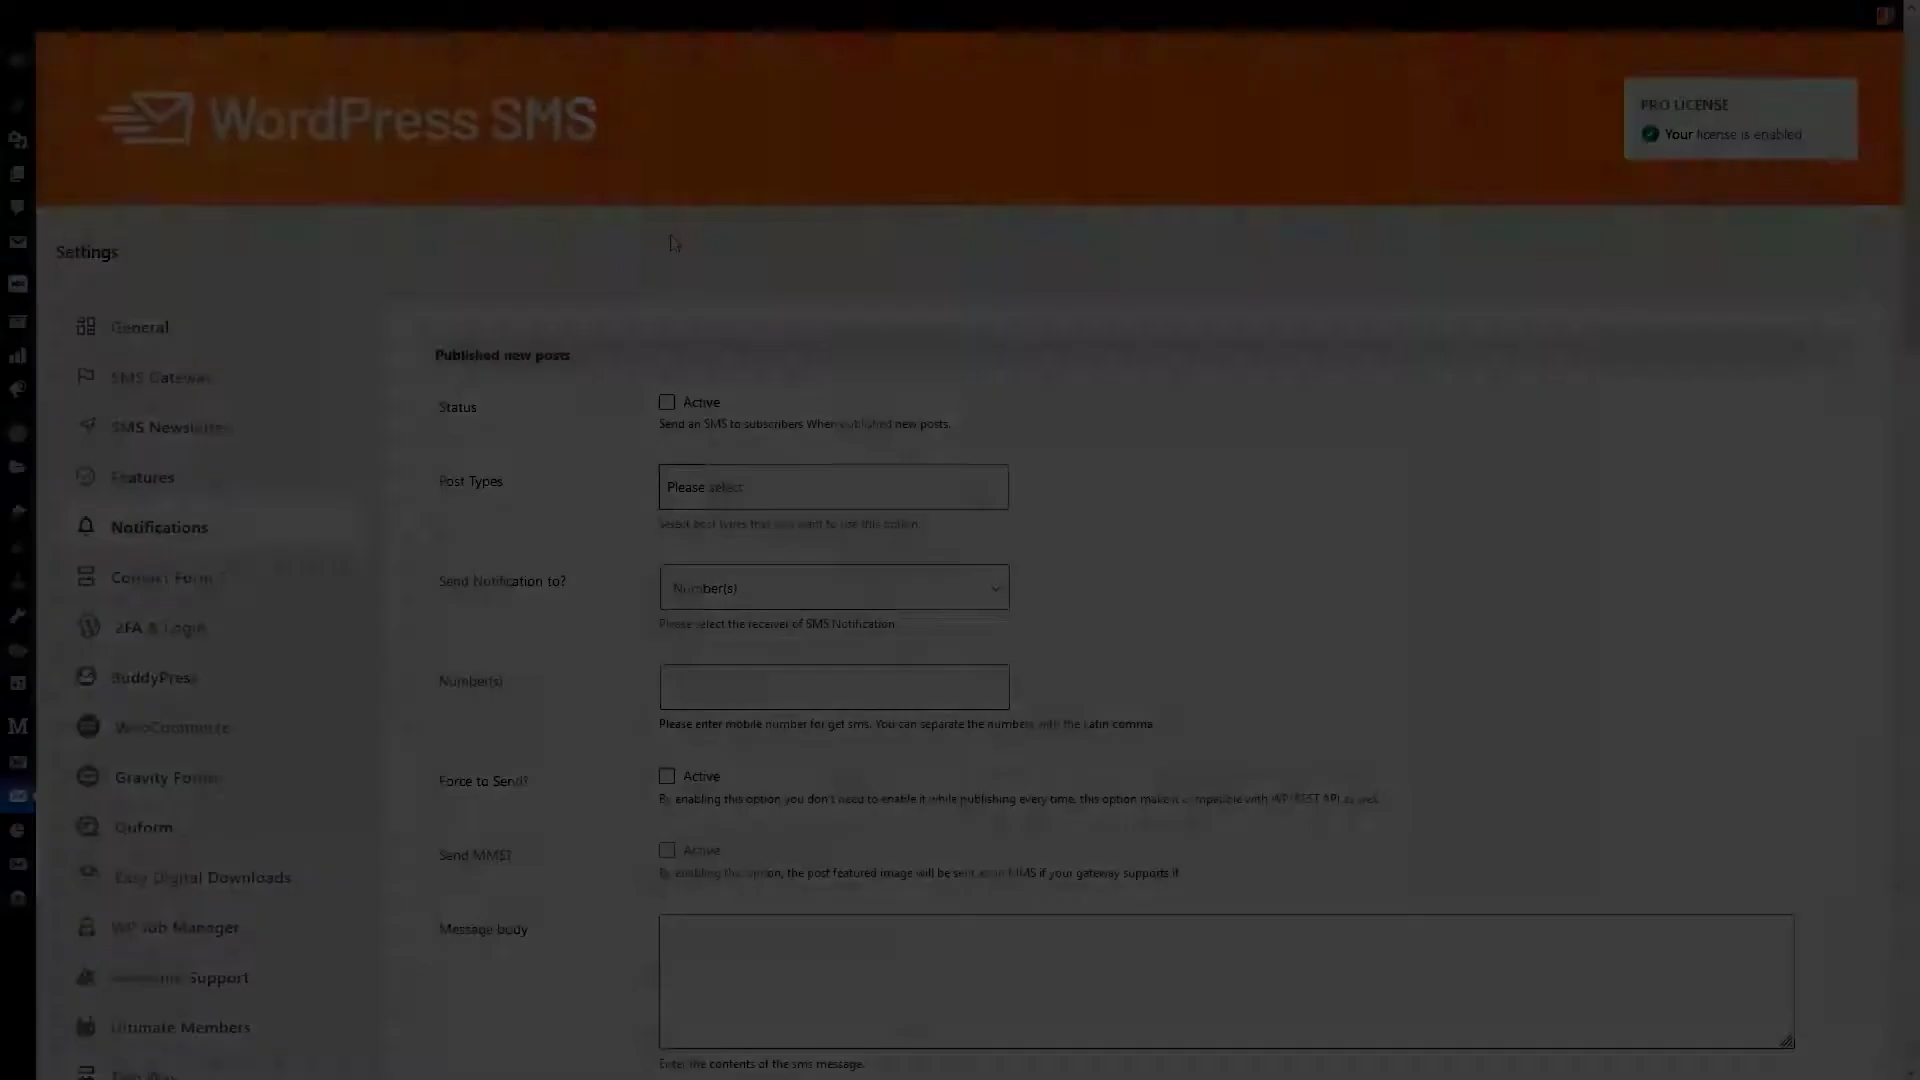 WordPress SMS
PRO LICENSE
Your license is enabled
Settings
General
SMS Gateway
SMS Newsletter
Features
Notifications
Contact Form 7
2FA & Login
BuddyPress
WooCommerce
Gravity Forms
Quform
Easy Digital Downloads
WP Job Manager
Awesome Support
Ultimate Members
Published new posts
Status
Active
Send an SMS to subscribers When published new posts.
Post Types
Please select
Select post types that you want to use this option.
Send Notification to?
Number(s)
Please select the receiver of SMS Notification
Number(s)
Please enter mobile number for get sms. You can separate the numbers with the Latin comma
Force to Send?
Active
By enabling this option you don't need to enable it while publishing every time, this option make it compatible with WP-REST API as well.
Send MMS?
Active
By enabling this option, the post featured image will be sent as an MMS if your gateway supports it
Message body
Enter the contents of the sms message.